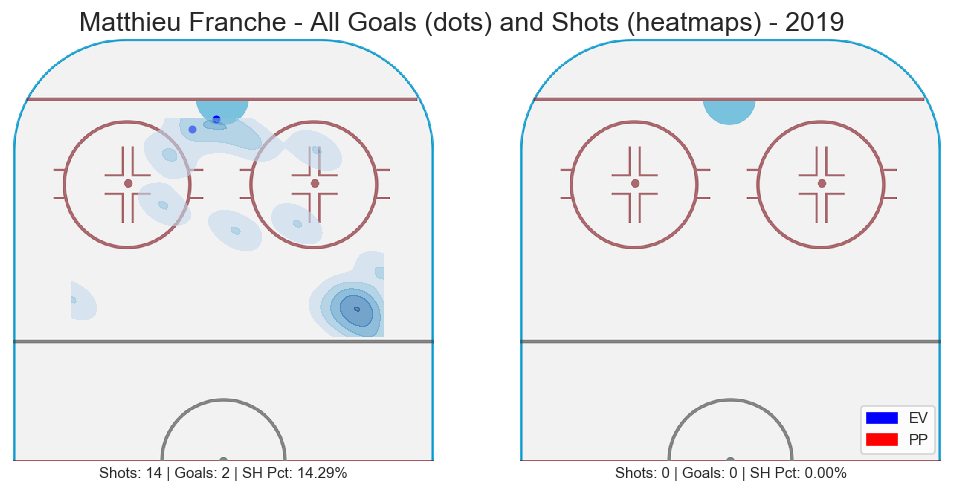 Matthieu Franche - All Goals (dots) and Shots (heatmaps) - 2019
EV
PP
Shots: 14 | Goals: 2 | SH Pct: 14.29%
Shots: 0 | Goals: 0 | SH Pct: 0.00%